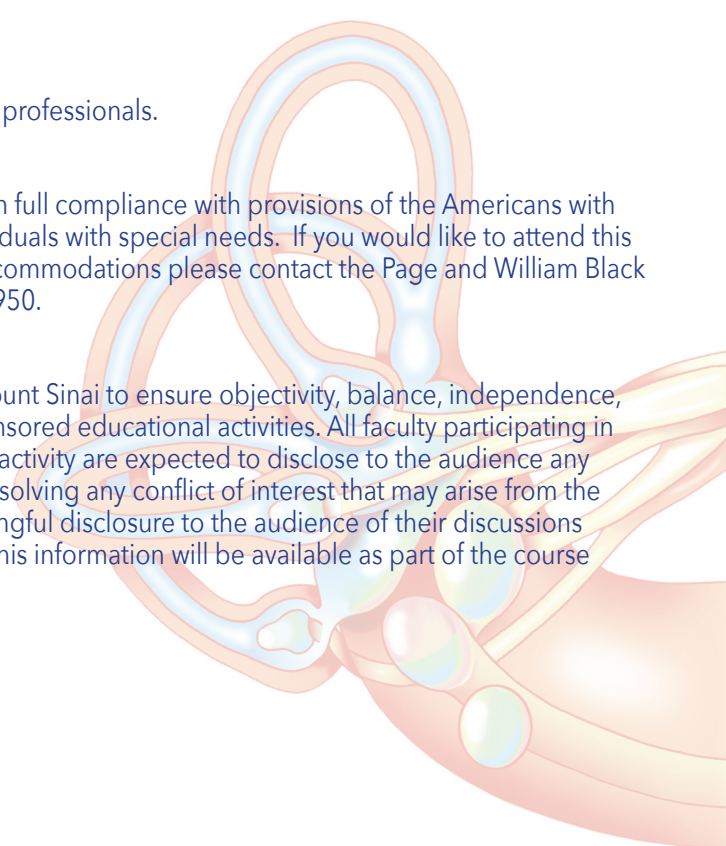 professionals.
full compliance with provisions of the Americans with
duals with special needs. If you would like to attend this
commodations please contact the Page and William Black
950.
unt Sinai to ensure objectivity, balance, independence,
nsored educational activities. All faculty participating in
activity are expected to disclose to the audience any
solving any conflict of interest that may arise from the
ngful disclosure to the audience of their discussions
his information will be available as part of the course